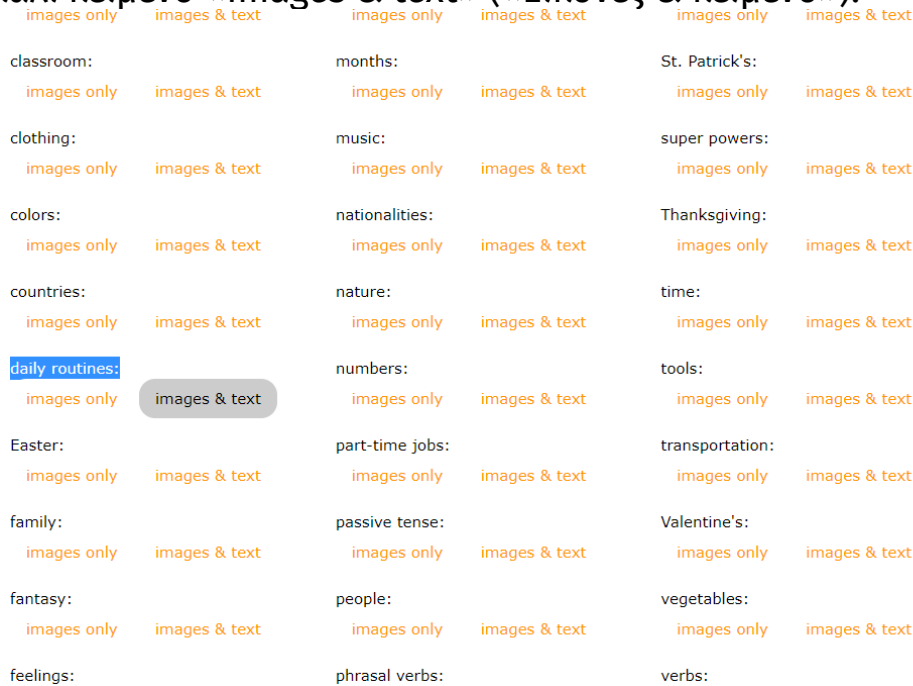 κείμενο «images & text» («Εικόνες & κείμενο»).
images only images & text images only images & text images only images & text
classroom: months: St. Patrick's:
images only images & text images only images & text images only images & text
clothing: music: super powers:
images only images & text images only images & text images only images & text
colors: nationalities: Thanksgiving:
images only images & text images only images & text images only images & text
countries: nature: time:
images only images & text images only images & text images only images & text
daily routines: numbers: tools:
images only images & text images only images & text images only images & text
Easter: part-time jobs: transportation:
images only images & text images only images & text images only images & text
family: passive tense: Valentine's:
images only images & text images only images & text images only images & text
fantasy: people: vegetables:
images only images & text images only images & text images only images & text
feelings: phrasal verbs: verbs: